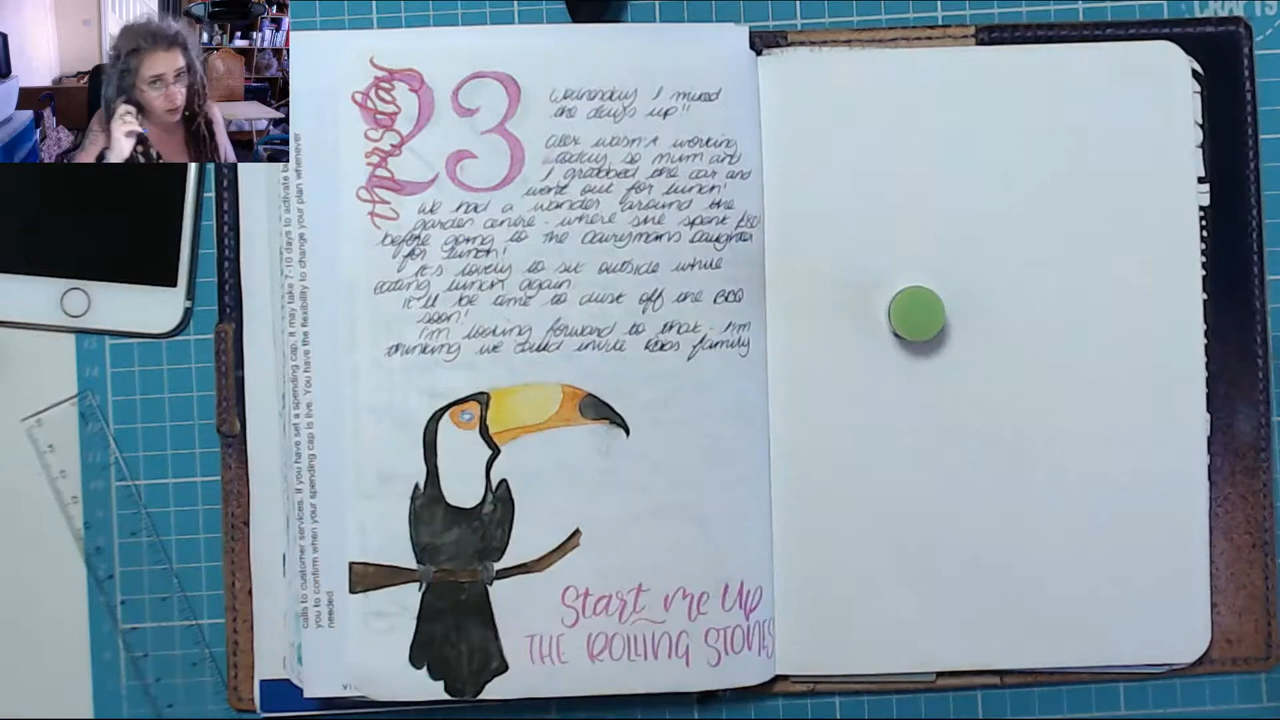 CRAFTS
calls to customer services. If you have set a spending cap, it may take 7-10 days to activate
you to confirm when your spending cap is live. You have the flexibility to change your plan whenever
needed
thursday
23
Wednesday I mixed
the days up!!
Alex wasn't working
today so mum and
I grabbed the car and
went out for lunch!
We had a wander around the
garden centre - where she spent £80
before going to the Dairymans Daughter
for lunch!
It's lovely to sit outside while
eating lunch again
It'll be time to dust off the BBQ
soon!
I'm looking forward to that - I'm
thinking we could invite family
Start me Up
THE ROLLING STONES